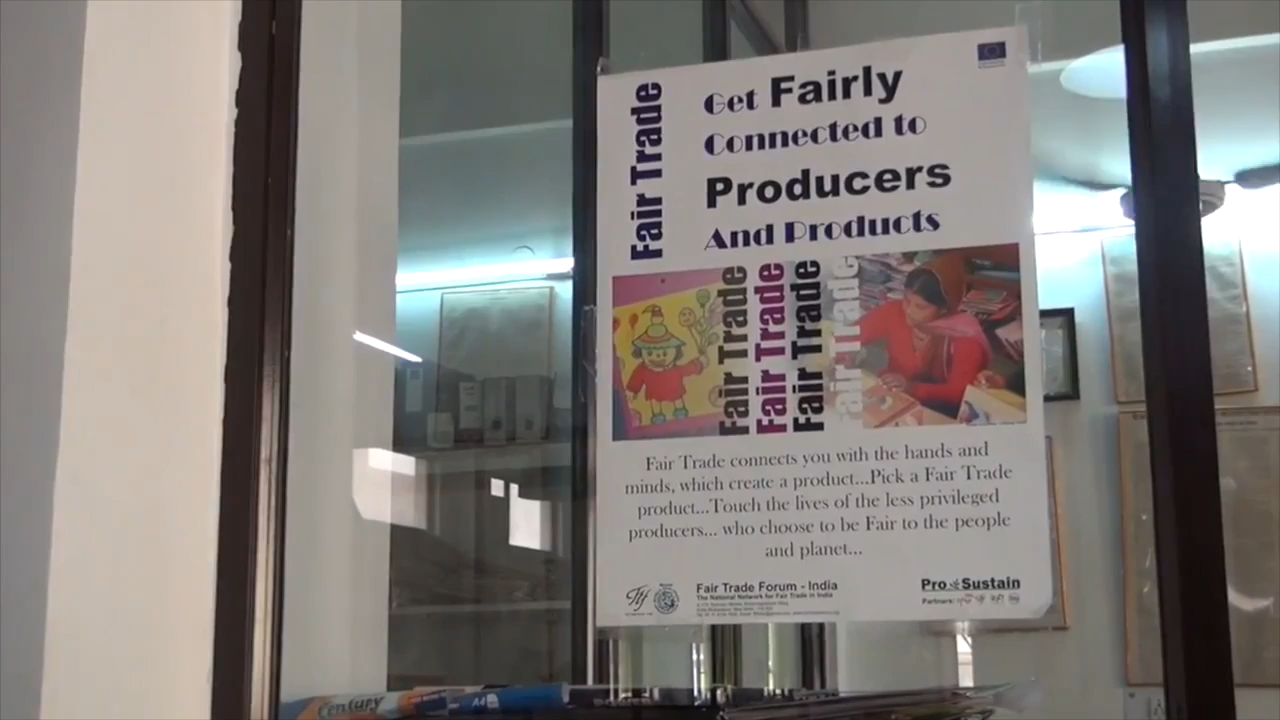 Fair Trade
Get Fairly
Connected to
Producers
And Products
Fair Trade
Fair Trade
Fair Trade
Fair Trade
Fair Trade connects you with the hands and
minds, which create a product...Pick a Fair Trade
product...Touch the lives of the less privileged
producers... who choose to be Fair to the people
and planet...
Fair Trade Forum - India
The National Network for Fair Trade in India
Pro Sustain
Partners:
Century
A4